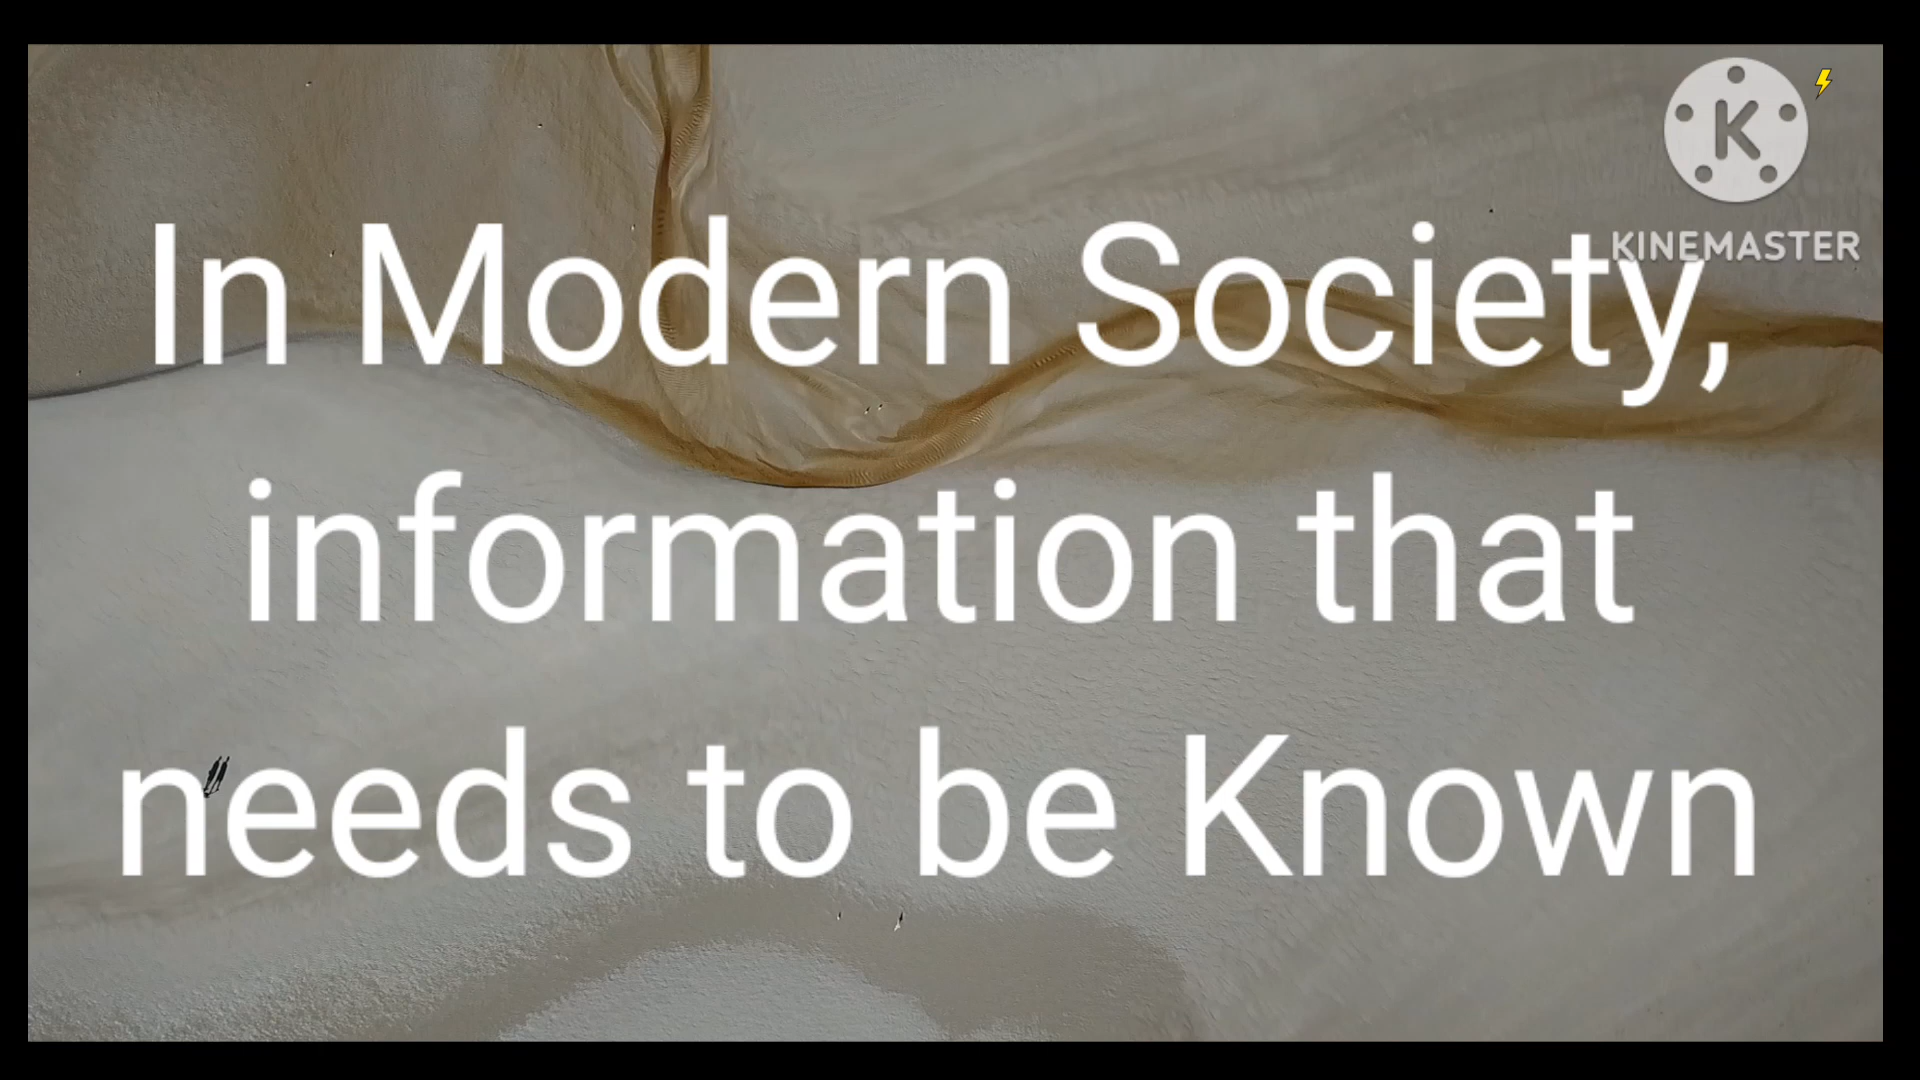 K
KINEMASTER
In Modern Society,
information that
needs to be Known